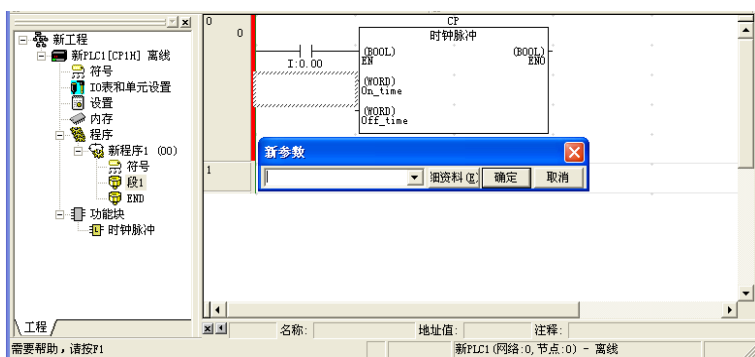 新工程
新PLC1[CP1H] 离线
符号
IO表和单元设置
设置
内存
程序
新程序1 (00)
符号
段1
END
功能块
时钟脉冲
工程
0
0
I:0.00
CP
时钟脉冲
(BOOL)
EN
(BOOL)
ENO
(WORD)
On_time
(WORD)
Off_time
新参数
细资料(E)
确定
取消
1
名称:
地址值:
注释:
需要帮助，请按F1
新PLC1(网络:0,节点:0) - 离线